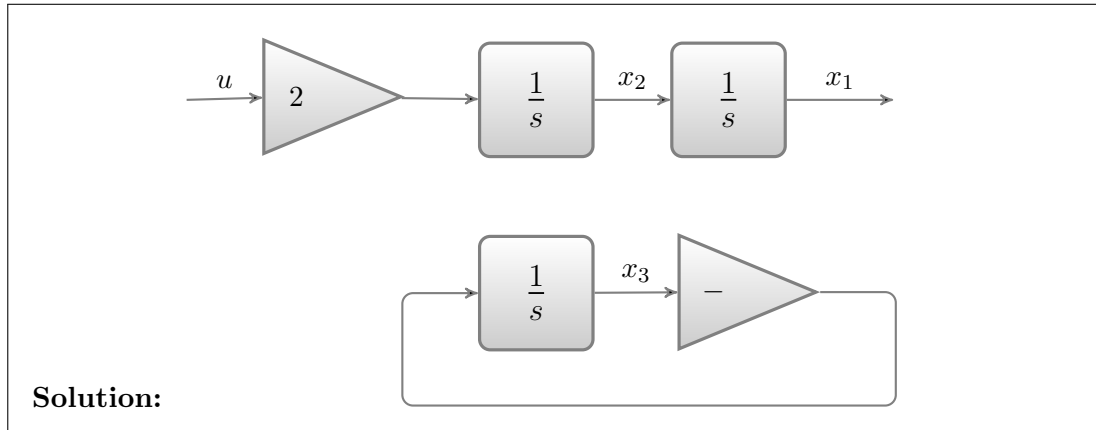 u 2 1/s x₂ 1/s x₁
1/s x₃ −
Solution: